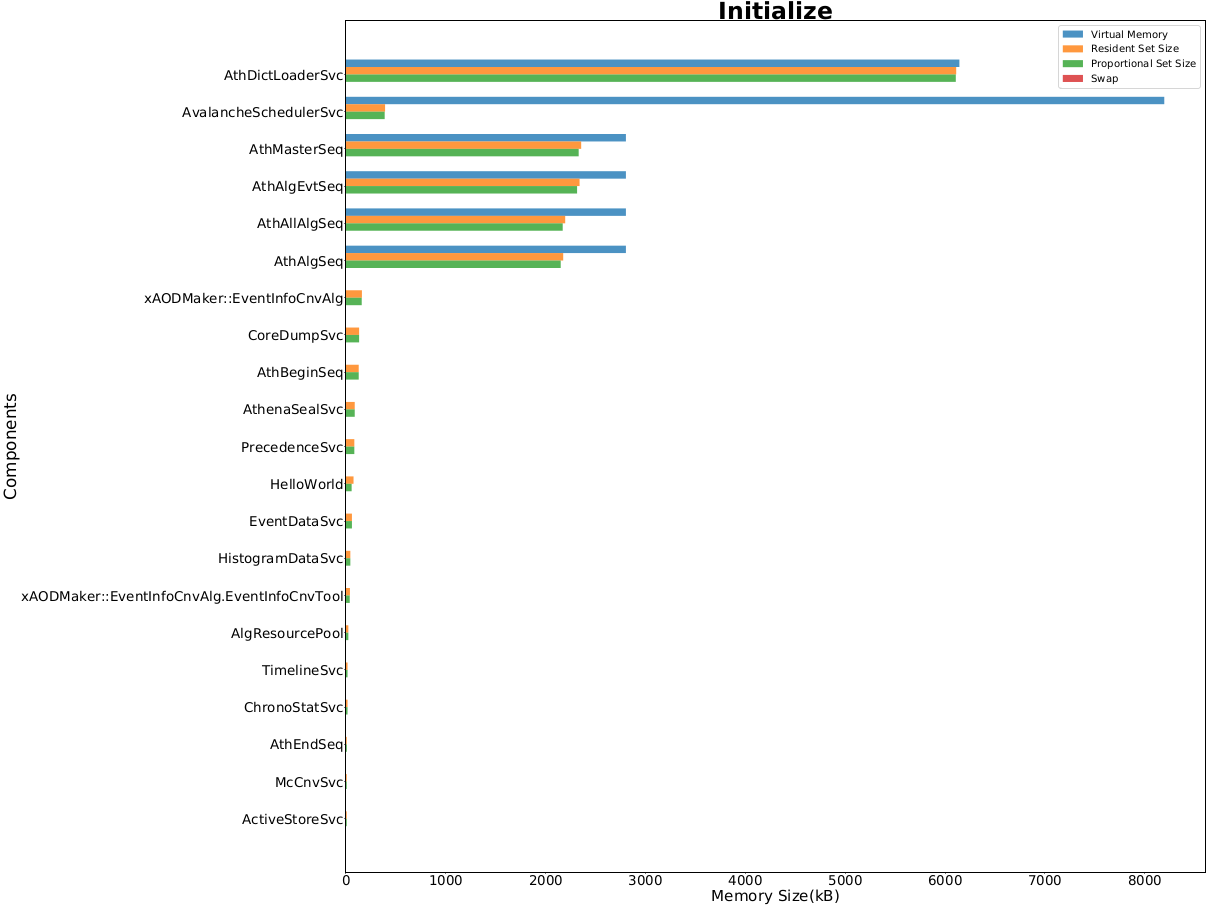 Initialize
Virtual Memory
Resident Set Size
Proportional Set Size
Swap
Components
AthDictLoaderSvc
AvalancheSchedulerSvc
AthMasterSeq
AthAlgEvtSeq
AthAllAlgSeq
AthAlgSeq
xAODMaker::EventInfoCnvAlg
CoreDumpSvc
AthBeginSeq
AthenaSealSvc
PrecedenceSvc
HelloWorld
EventDataSvc
HistogramDataSvc
xAODMaker::EventInfoCnvAlg.EventInfoCnvTool
AlgResourcePool
TimelineSvc
ChronoStatSvc
AthEndSeq
McCnvSvc
ActiveStoreSvc
0 1000 2000 3000 4000 5000 6000 7000 8000
Memory Size(kB)